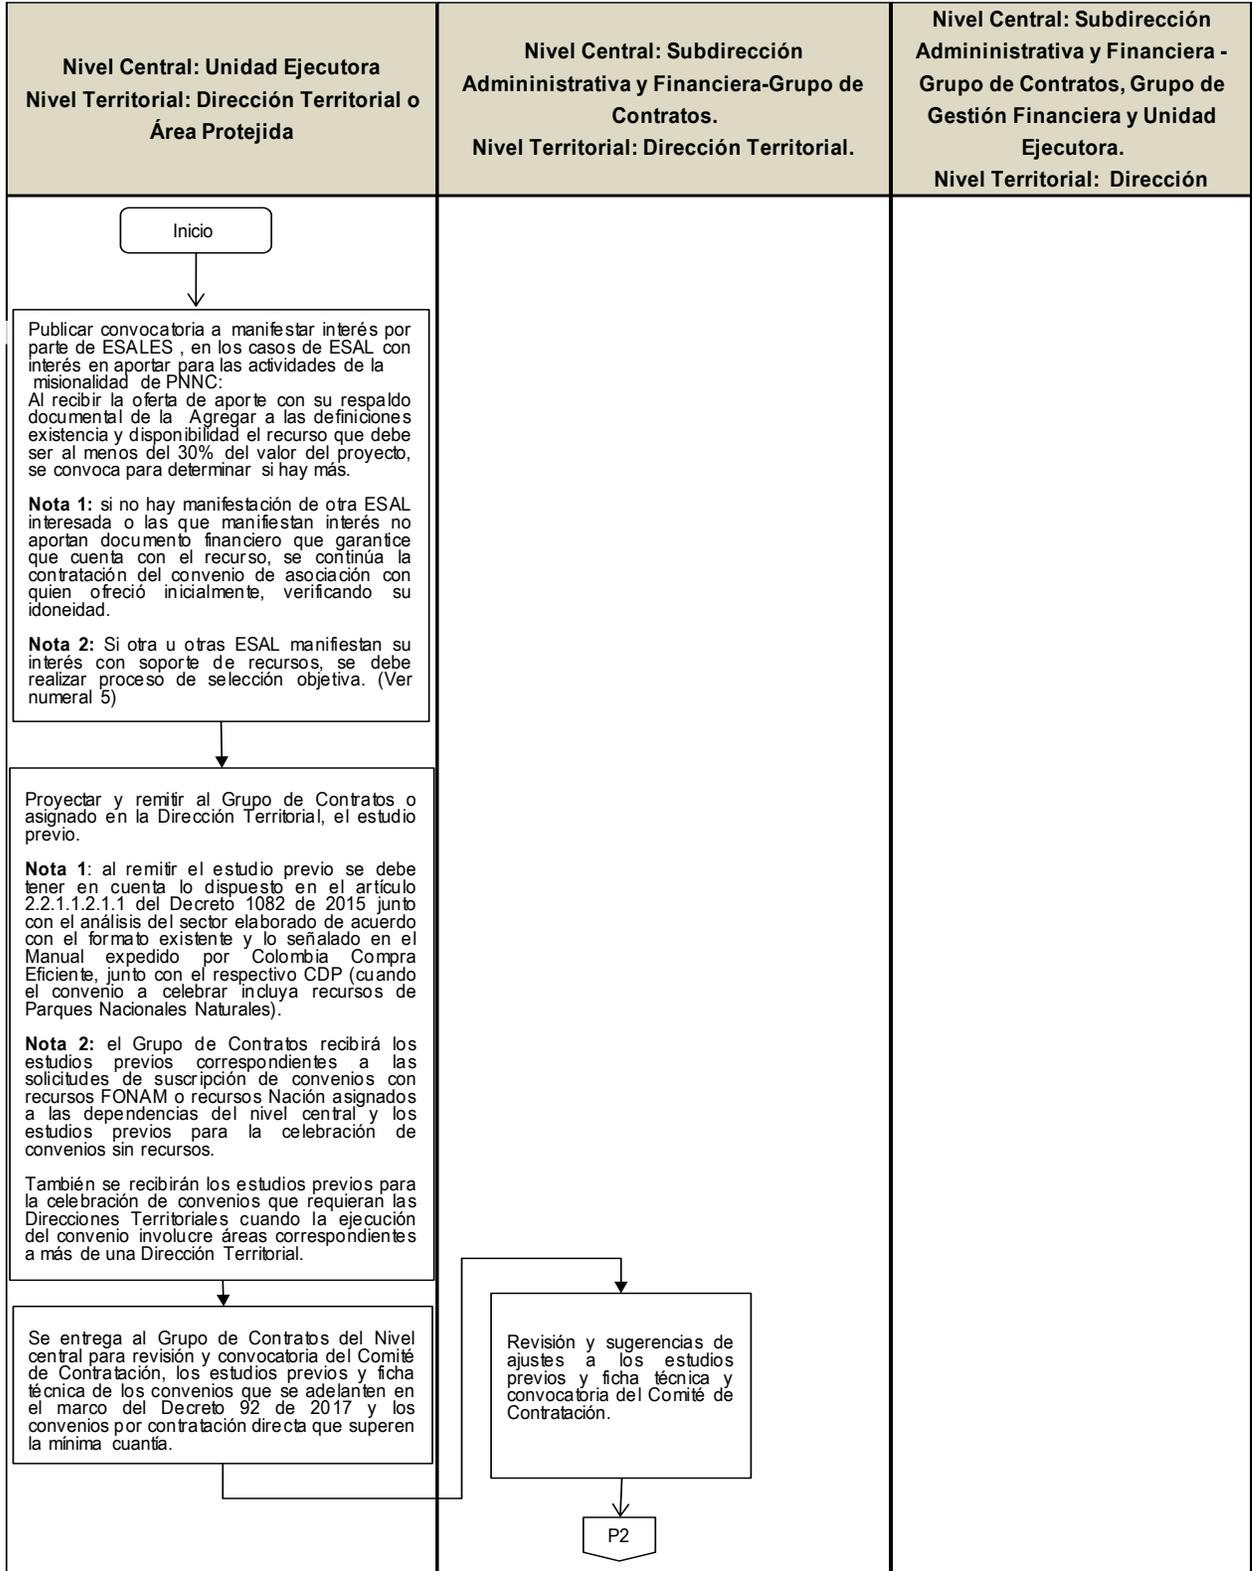 Nivel Central: Unidad Ejecutora
Nivel Territorial: Dirección Territorial o
Área Protejida
Nivel Central: Subdirección
Admininistrativa y Financiera-Grupo de
Contratos.
Nivel Territorial: Dirección Territorial.
Nivel Central: Subdirección
Admininistrativa y Financiera -
Grupo de Contratos, Grupo de
Gestión Financiera y Unidad
Ejecutora.
Nivel Territorial: Dirección
Inicio
Publicar convocatoria a manifestar interés por
parte de ESALES , en los casos de ESAL con
interés en aportar para las actividades de la
misionalidad de PNNC:
Al recibir la oferta de aporte con su respaldo
documental de la Agregar a las definiciones
existencia y disponibilidad el recurso que debe
ser al menos del 30% del valor del proyecto,
se convoca para determinar si hay más.
Nota 1: si no hay manifestación de otra ESAL
interesada o las que manifiestan interés no
aportan documento financiero que garantice
que cuenta con el recurso, se continúa la
contratación del convenio de asociación con
quien ofreció inicialmente, verificando su
idoneidad.
Nota 2: Si otra u otras ESAL manifiestan su
interés con soporte de recursos, se debe
realizar proceso de selección objetiva. (Ver
numeral 5)
Proyectar y remitir al Grupo de Contratos o
asignado en la Dirección Territorial, el estudio
previo.
Nota 1: al remitir el estudio previo se debe
tener en cuenta lo dispuesto en el artículo
2.2.1.1.2.1.1 del Decreto 1082 de 2015 junto
con el análisis del sector elaborado de acuerdo
con el formato existente y lo señalado en el
Manual expedido por Colombia Compra
Eficiente, junto con el respectivo CDP (cuando
el convenio a celebrar incluya recursos de
Parques Nacionales Naturales).
Nota 2: el Grupo de Contratos recibirá los
estudios previos correspondientes a las
solicitudes de suscripción de convenios con
recursos FONAM o recursos Nación asignados
a las dependencias del nivel central y los
estudios previos para la celebración de
convenios sin recursos.
También se recibirán los estudios previos para
la celebración de convenios que requieran las
Direcciones Territoriales cuando la ejecución
del convenio involucre áreas correspondientes
a más de una Dirección Territorial.
Se entrega al Grupo de Contratos del Nivel
central para revisión y convocatoria del Comité
de Contratación, los estudios previos y ficha
técnica de los convenios que se adelanten en
el marco del Decreto 92 de 2017 y los
convenios por contratación directa que superen
la mínima cuantía.
Revisión y sugerencias de
ajustes a los estudios
previos y ficha técnica y
convocatoria del Comité de
Contratación.
P2